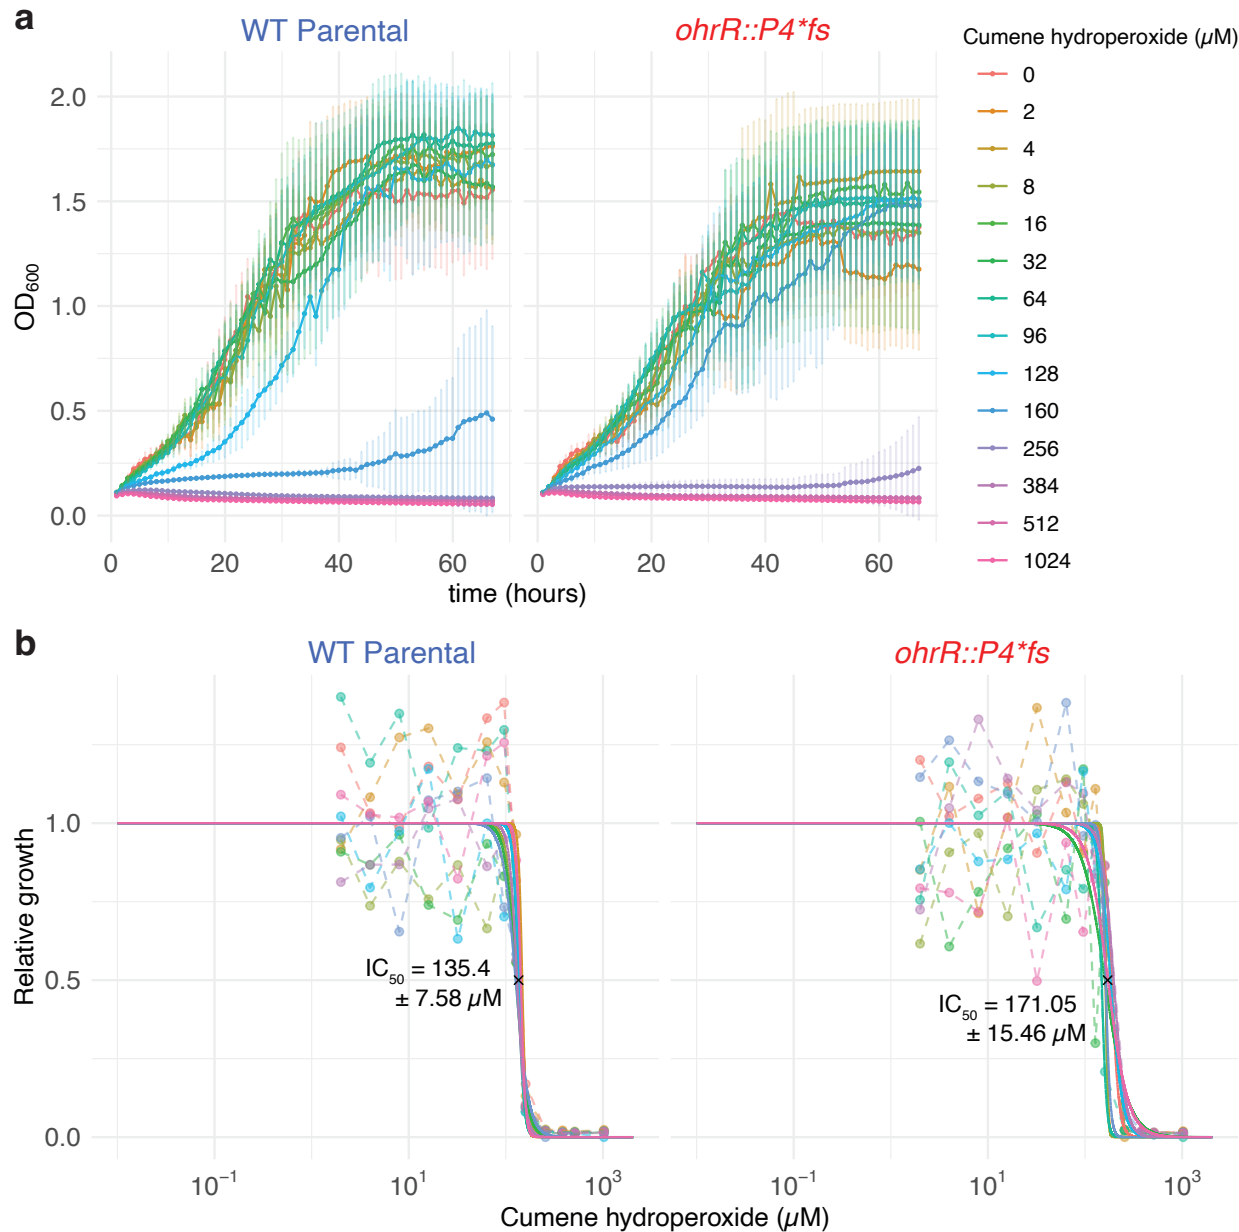 a
WT Parental
ohrR::P4*fs
Cumene hydroperoxide (µM)
0
2
4
8
16
32
64
96
128
160
256
384
512
1024
OD600
2.0
1.5
1.0
0.5
0.0
0 20 40 60
0 20 40 60
time (hours)
b
WT Parental
ohrR::P4*fs
Relative growth
1.0
0.5
0.0
IC50 = 135.4
± 7.58 µM
IC50 = 171.05
± 15.46 µM
10−1 101 103
10−1 101 103
Cumene hydroperoxide (µM)